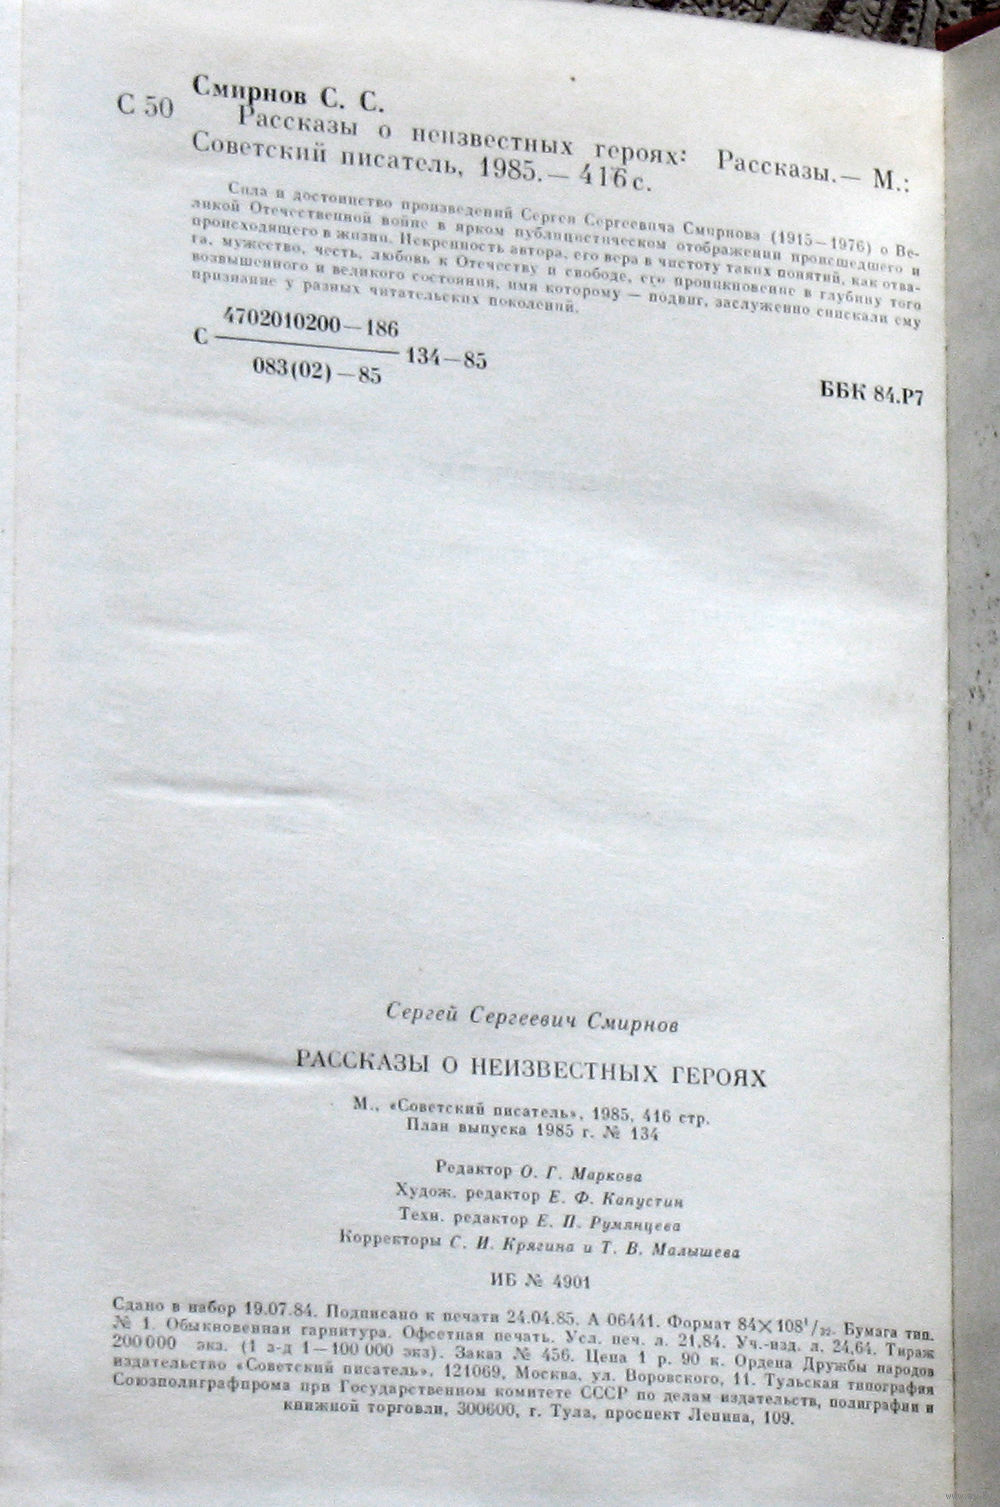 Смирнов С. С.
С 50
Рассказы о неизвестных героях: Рассказы.— М.:
Советский писатель, 1985.— 416 с.
Сила и достоинство произведений Сергея Сергеевича Смирнова (1915—1976) о Ве-
ликой Отечественной войне в ярком публицистическом отображении происшедшего и
происходящего в жизни. Искренность автора, его вера в чистоту таких понятий, как отва-
га, мужество, честь, любовь к Отечеству и свободе, его проникновение в глубину того
возвышенного и великого состояния, имя которому — подвиг, заслуженно снискали ему
признание у разных читательских поколений.
С 4702010200—186
083(02)—85
134—85
ББК 84.Р7
Сергей Сергеевич Смирнов
РАССКАЗЫ О НЕИЗВЕСТНЫХ ГЕРОЯХ
М., «Советский писатель», 1985, 416 стр.
План выпуска 1985 г. № 134
Редактор О. Г. Маркова
Худож. редактор Е. Ф. Капустин
Техн. редактор Е. П. Румянцева
Корректоры С. И. Крягина и Т. В. Малышева
ИБ № 4901
Сдано в набор 19.07.84. Подписано к печати 24.04.85. А 06441. Формат 84×108¹/₃₂. Бумага тип.
№ 1. Обыкновенная гарнитура. Офсетная печать. Усл. печ. л. 21,84. Уч.-изд. л. 24,64. Тираж
200 000 экз. (1 з-д 1—100 000 экз). Заказ № 456. Цена 1 р. 90 к. Ордена Дружбы народов
издательство «Советский писатель», 121069, Москва, ул. Воровского, 11. Тульская типография
Союзполиграфпрома при Государственном комитете СССР по делам издательств, полиграфии и
книжной торговли, 300600, г. Тула, проспект Ленина, 109.